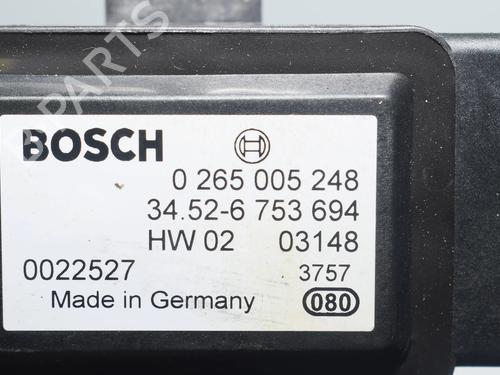 BOSCH
0 265 005 248
34.52-6 753 694
HW 02 03148
0022527 3757
Made in Germany 080
PARTS